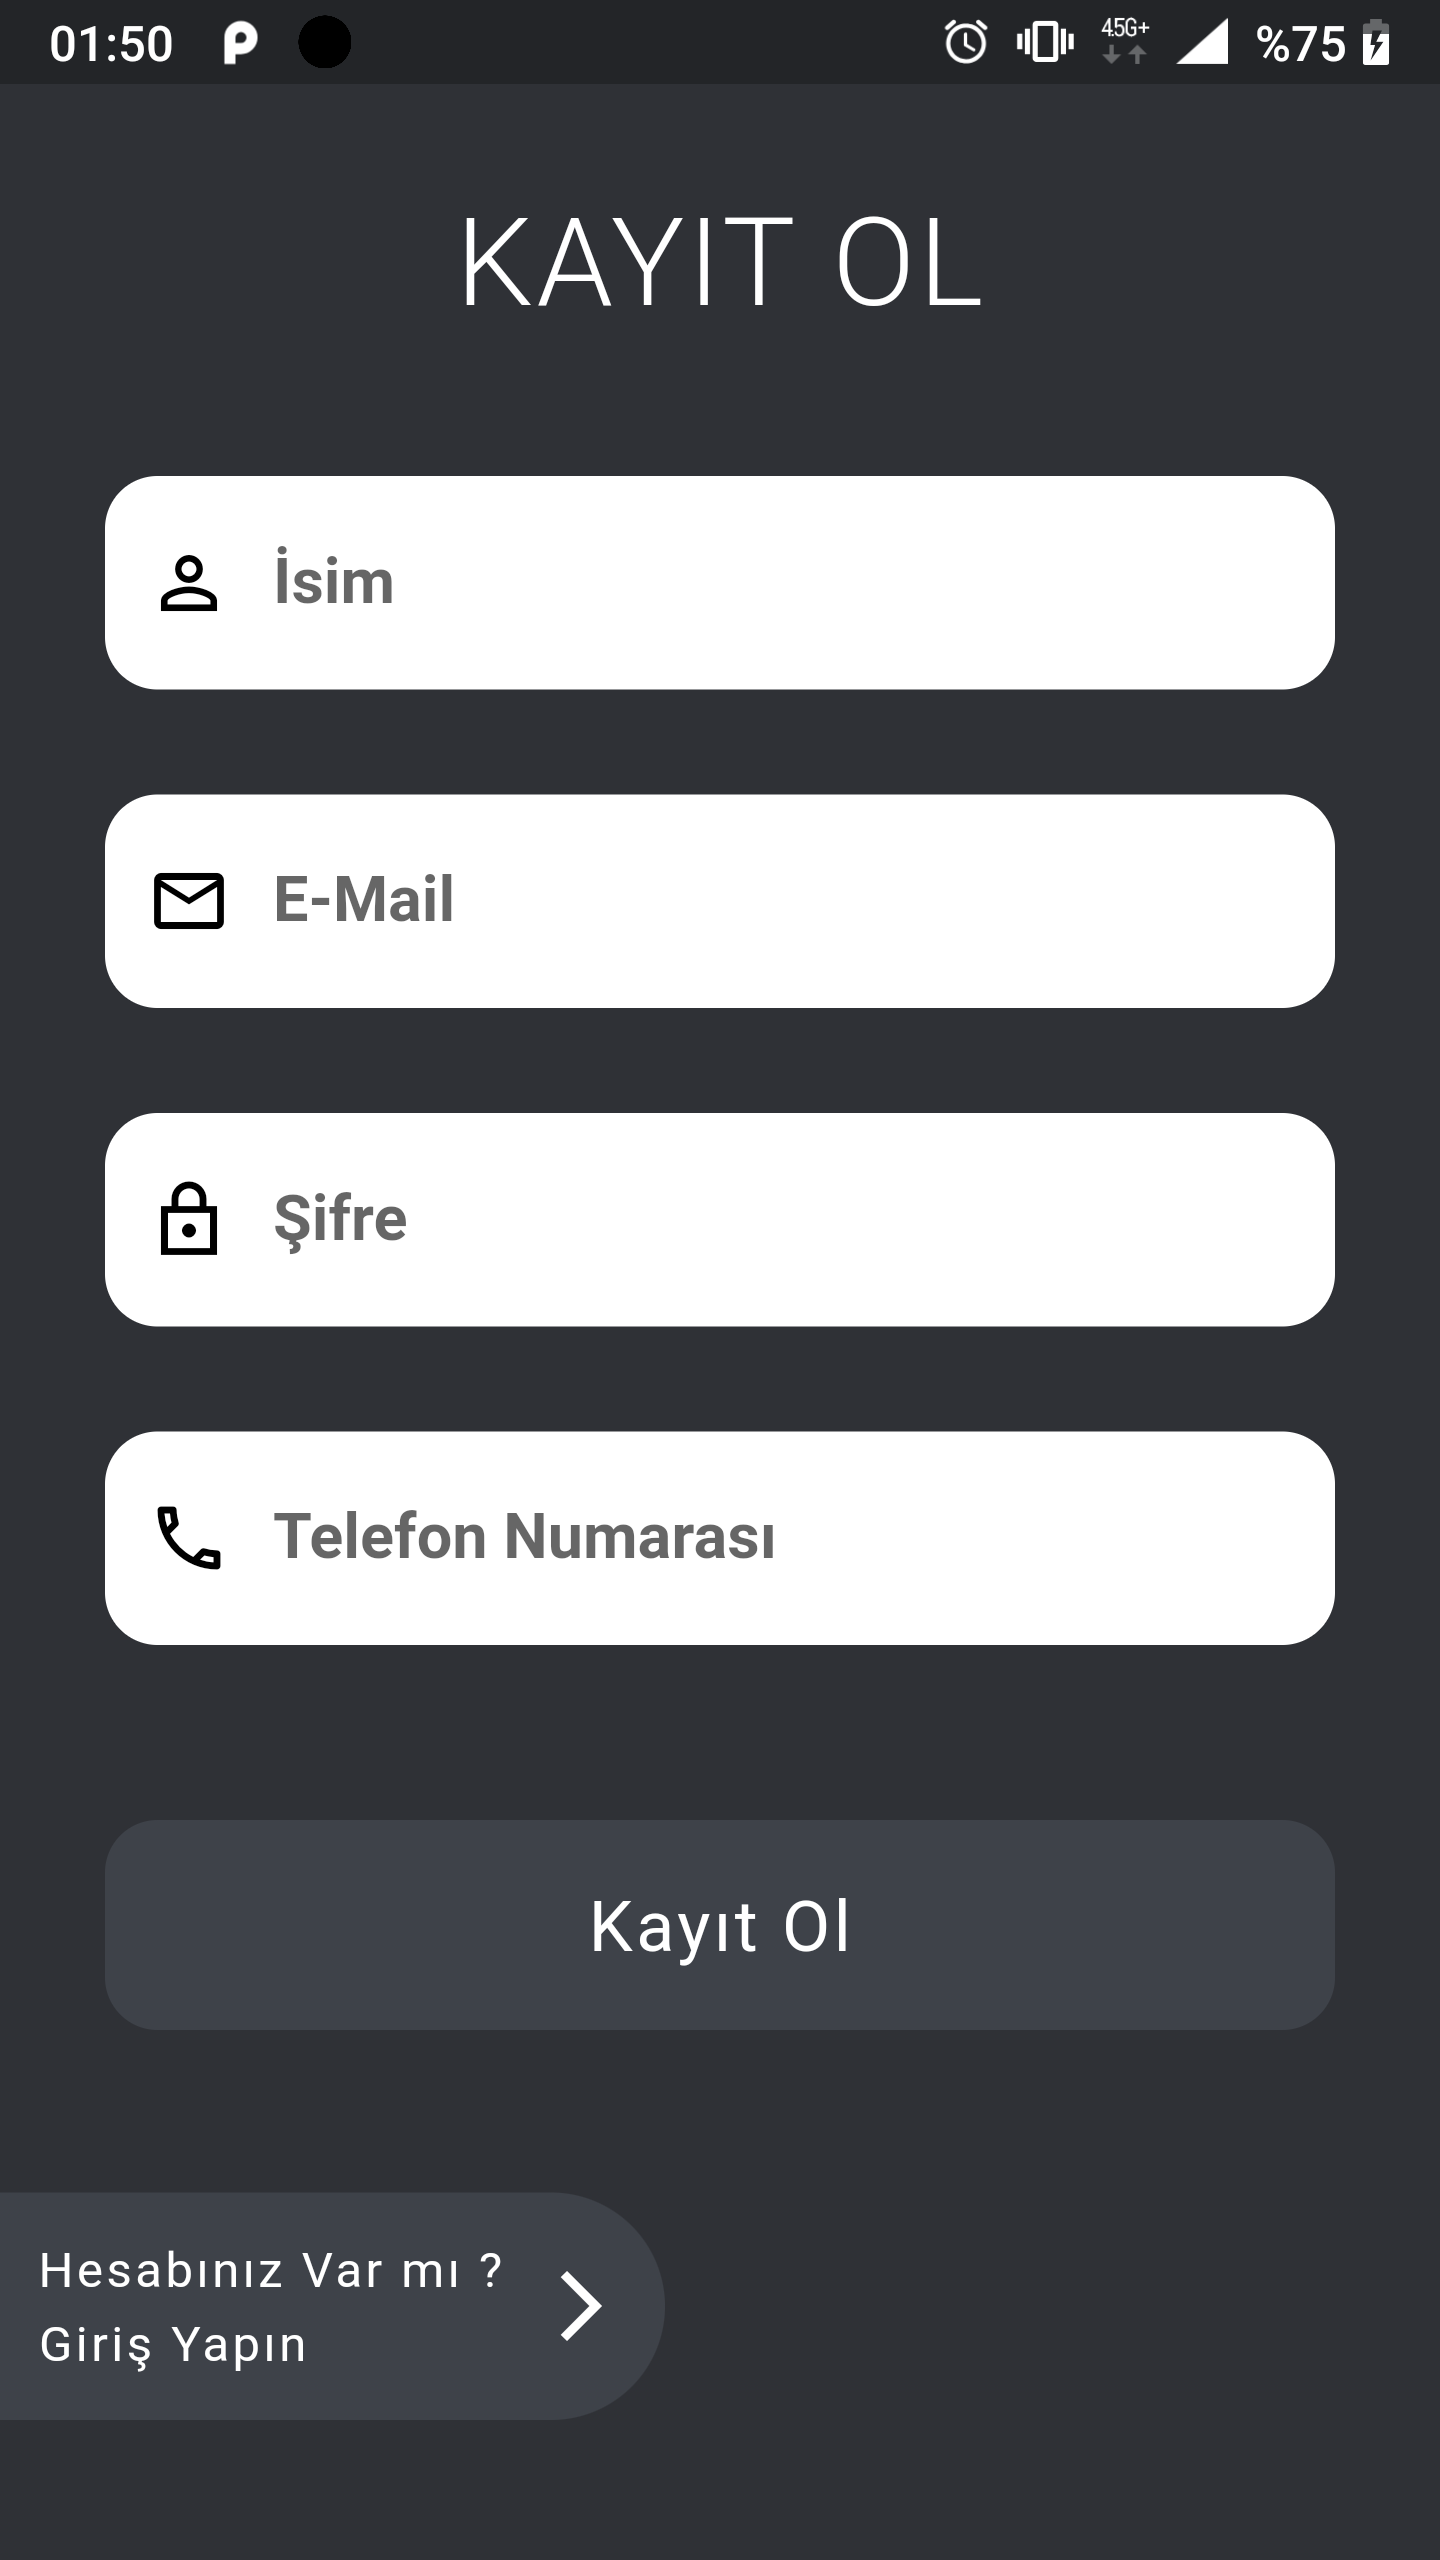 01:50
4.5G+
%75
KAYIT OL
İsim
E-Mail
Şifre
Telefon Numarası
Kayıt Ol
Hesabınız Var mı ?
Giriş Yapın